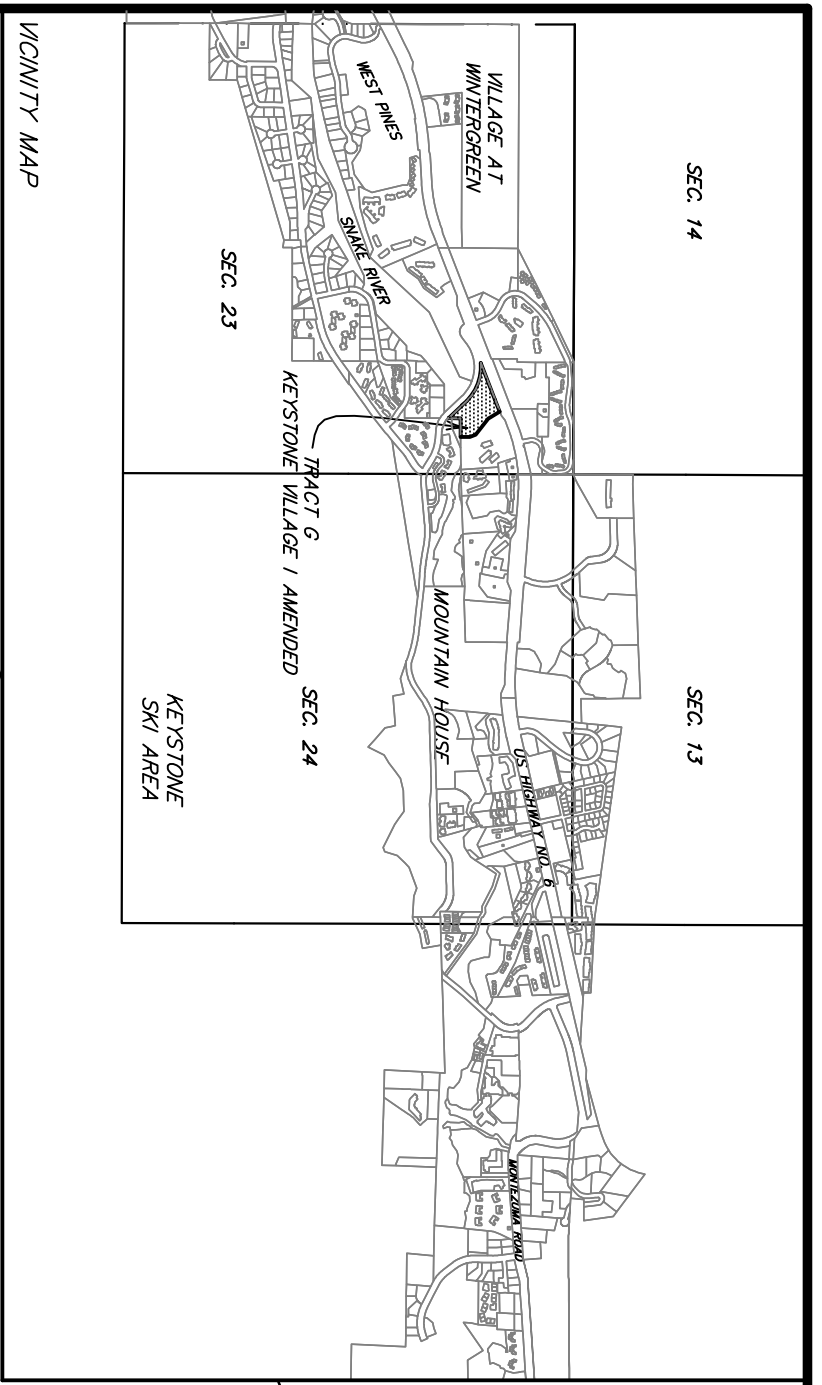 SEC. 14
SEC. 13
VILLAGE AT
WINTERGREEN
WEST PINES
US HIGHWAY NO. 6
MONTEZUMA ROAD
SNAKE RIVER
MOUNTAIN HOUSE
SEC. 23
TRACT G
KEYSTONE VILLAGE 1 AMENDED
SEC. 24
KEYSTONE
SKI AREA
VICINITY MAP